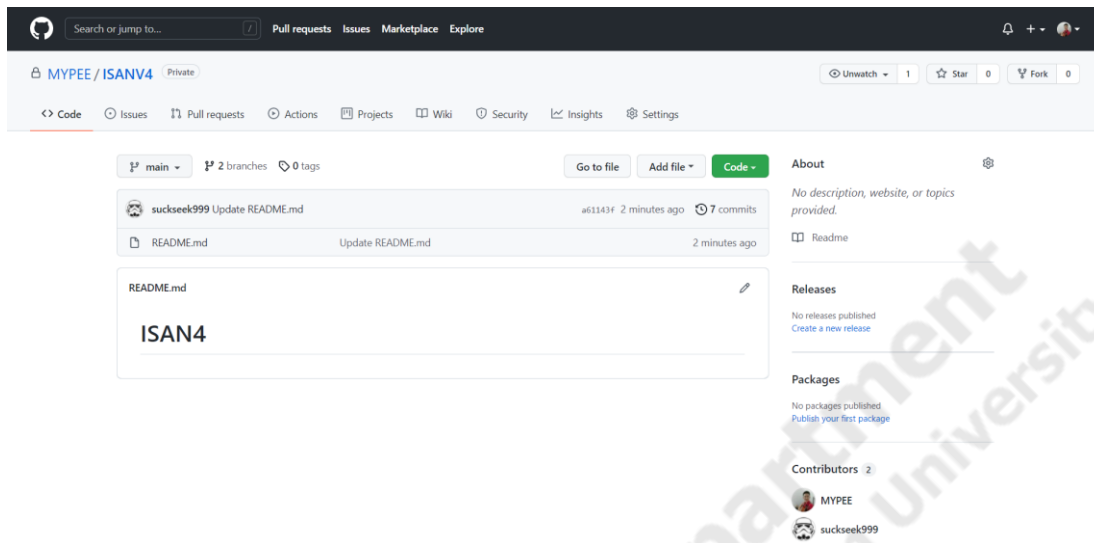 Search or jump to... /
Pull requests Issues Marketplace Explore
MYPEE / ISANV4 Private
Unwatch 1 Star 0 Fork 0
Code Issues Pull requests Actions Projects Wiki Security Insights Settings
main 2 branches 0 tags Go to file Add file Code
suckseek999 Update README.md a61143f 2 minutes ago 7 commits
README.md Update README.md 2 minutes ago
README.md
ISAN4
About
No description, website, or topics
provided.
Readme
Releases
No releases published
Create a new release
Packages
No packages published
Publish your first package
Contributors 2
MYPEE
suckseek999